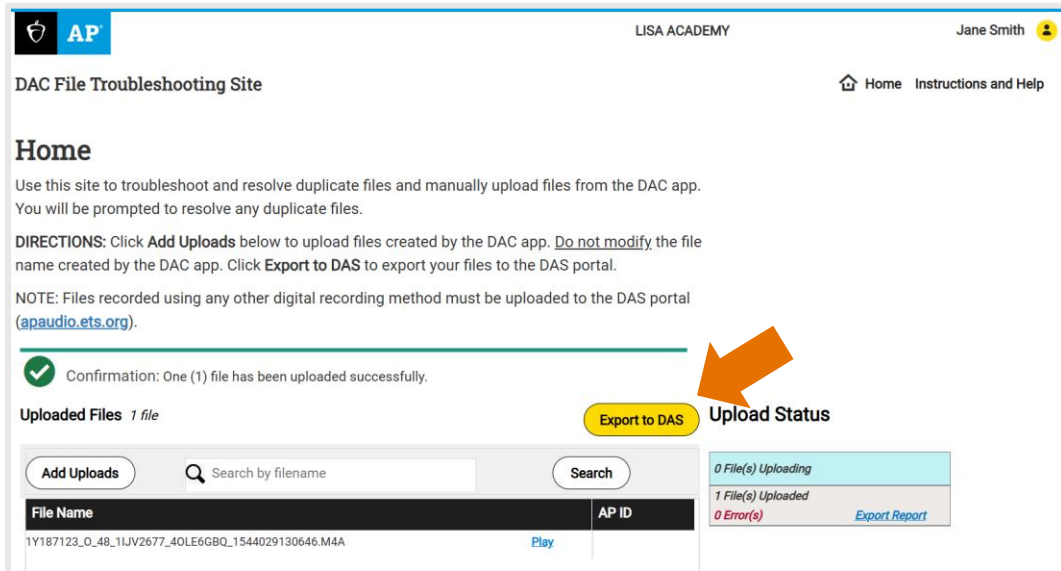 AP LISA ACADEMY Jane Smith
DAC File Troubleshooting Site Home Instructions and Help
Home
Use this site to troubleshoot and resolve duplicate files and manually upload files from the DAC app.
You will be prompted to resolve any duplicate files.
DIRECTIONS: Click Add Uploads below to upload files created by the DAC app. Do not modify the file
name created by the DAC app. Click Export to DAS to export your files to the DAS portal.
NOTE: Files recorded using any other digital recording method must be uploaded to the DAS portal
(apaudio.ets.org).
Confirmation: One (1) file has been uploaded successfully.
Uploaded Files 1 file Export to DAS Upload Status
Add Uploads Search by filename Search
0 File(s) Uploading
1 File(s) Uploaded
0 Error(s) Export Report
File Name AP ID
1Y187123_O_48_1IJV2677_4OLE6GBQ_1544029130646.M4A Play